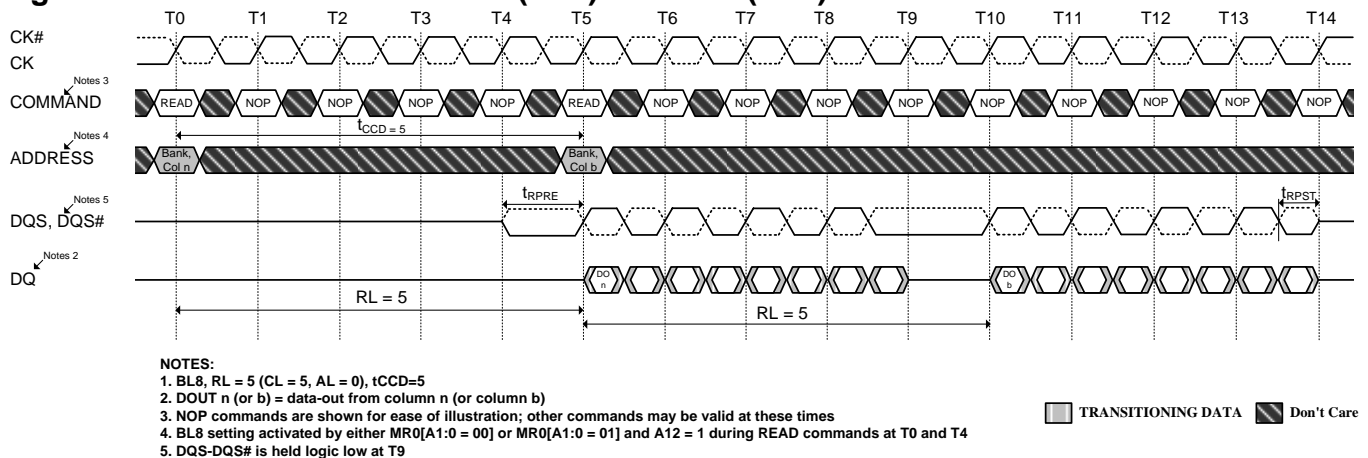 T0 T1 T2 T3 T4 T5 T6 T7 T8 T9 T10 T11 T12 T13 T14
CK#
CK
Notes 3
COMMAND READ NOP NOP NOP NOP READ NOP NOP NOP NOP NOP NOP NOP NOP NOP
tCCD = 5
Notes 4
ADDRESS
Bank, Col n
Bank, Col b
tRPRE
tRPST
Notes 5
DQS, DQS#
Notes 2
DQ
DO n
DO b
RL = 5
RL = 5
NOTES:
1. BL8, RL = 5 (CL = 5, AL = 0), tCCD=5
2. DOUT n (or b) = data-out from column n (or column b)
3. NOP commands are shown for ease of illustration; other commands may be valid at these times
4. BL8 setting activated by either MR0[A1:0 = 00] or MR0[A1:0 = 01] and A12 = 1 during READ commands at T0 and T4
5. DQS-DQS# is held logic low at T9
TRANSITIONING DATA
Don't Care